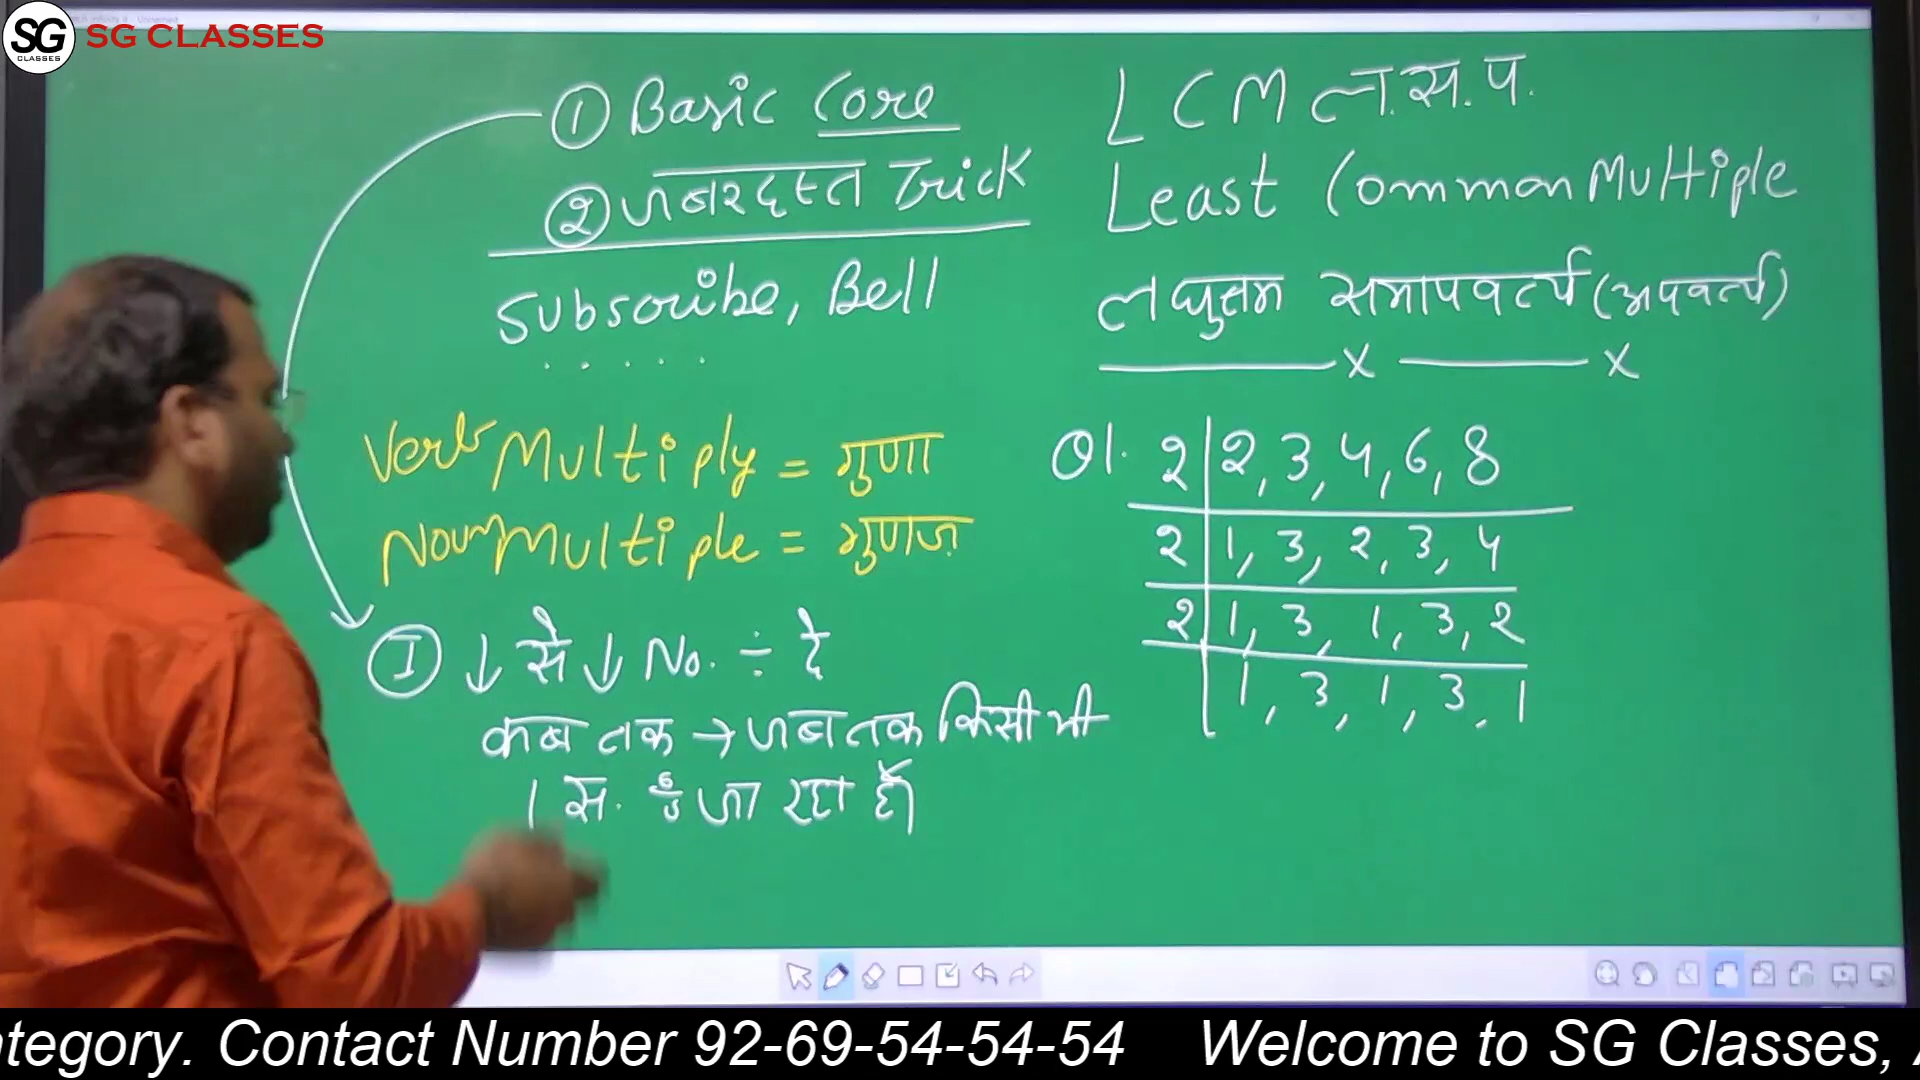 SG CLASSES
SG CLASSES
① Basic Core
② जबरदस्त Trick
Subscribe, Bell
Verb Multiply = गुणा
Noun Multiple = गुणज
Ⅰ ↓ से ↓ No. ÷ दे
कब तक → जब तक किसी भी
1 स. में जा रहा हो
LCM ल.स.प.
Least Common Multiple
लघुत्तम समापवर्त्य (अपवर्त्य)
x x
Q1. 2 | 2, 3, 4, 6, 8
2 | 1, 3, 2, 3, 4
2 | 1, 3, 1, 3, 2
| 1, 3, 1, 3, 1
ategory. Contact Number 92-69-54-54-54 Welcome to SG Classes,